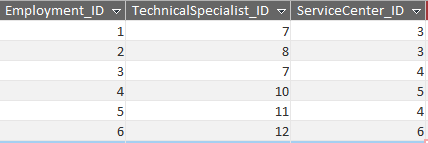 Employment_ID TechnicalSpecialist_ID ServiceCenter_ID
1 7 3
2 8 3
3 7 4
4 10 5
5 11 4
6 12 6